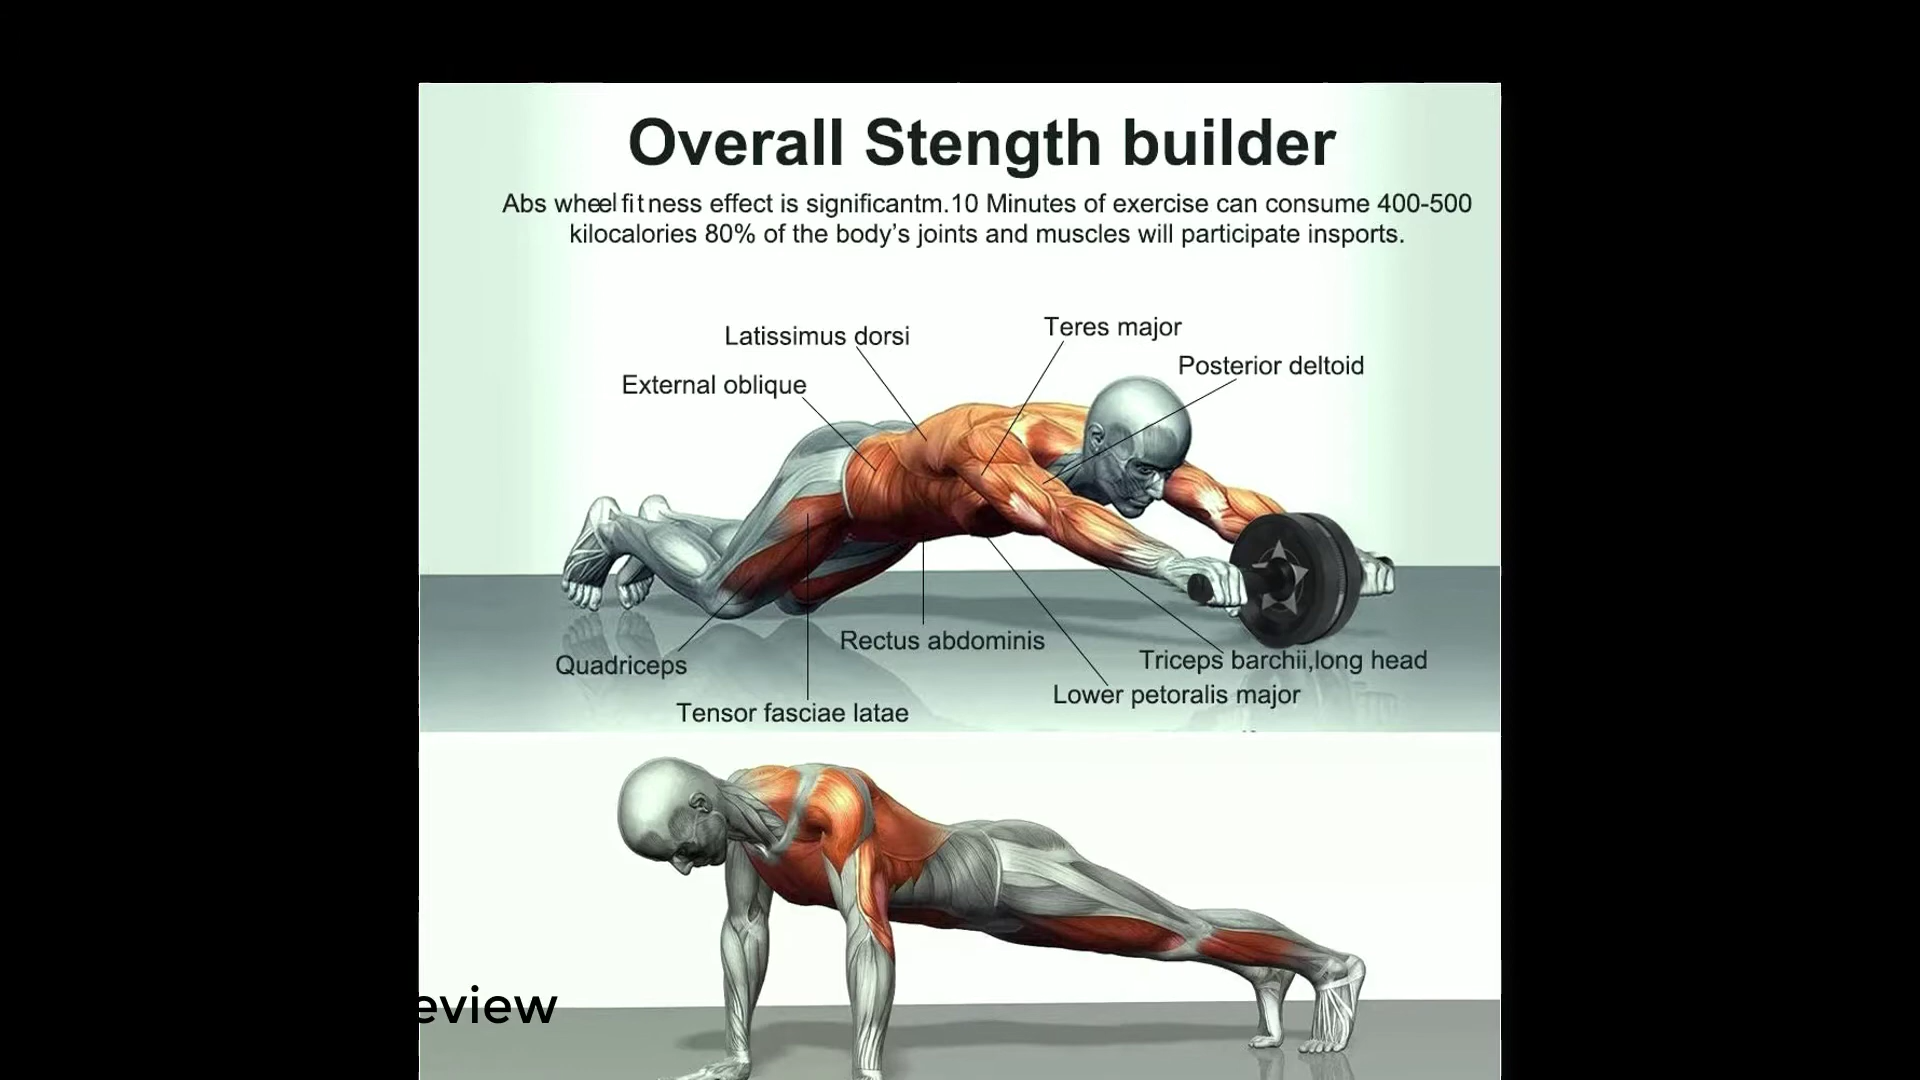 Overall Stength builder
Abs wheel fitness effect is significantm.10 Minutes of exercise can consume 400-500
kilocalories 80% of the body's joints and muscles will participate insports.
Teres major
Latissimus dorsi
Posterior deltoid
External oblique
Rectus abdominis
Triceps barchii,long head
Quadriceps
Lower petoralis major
Tensor fasciae latae
eview